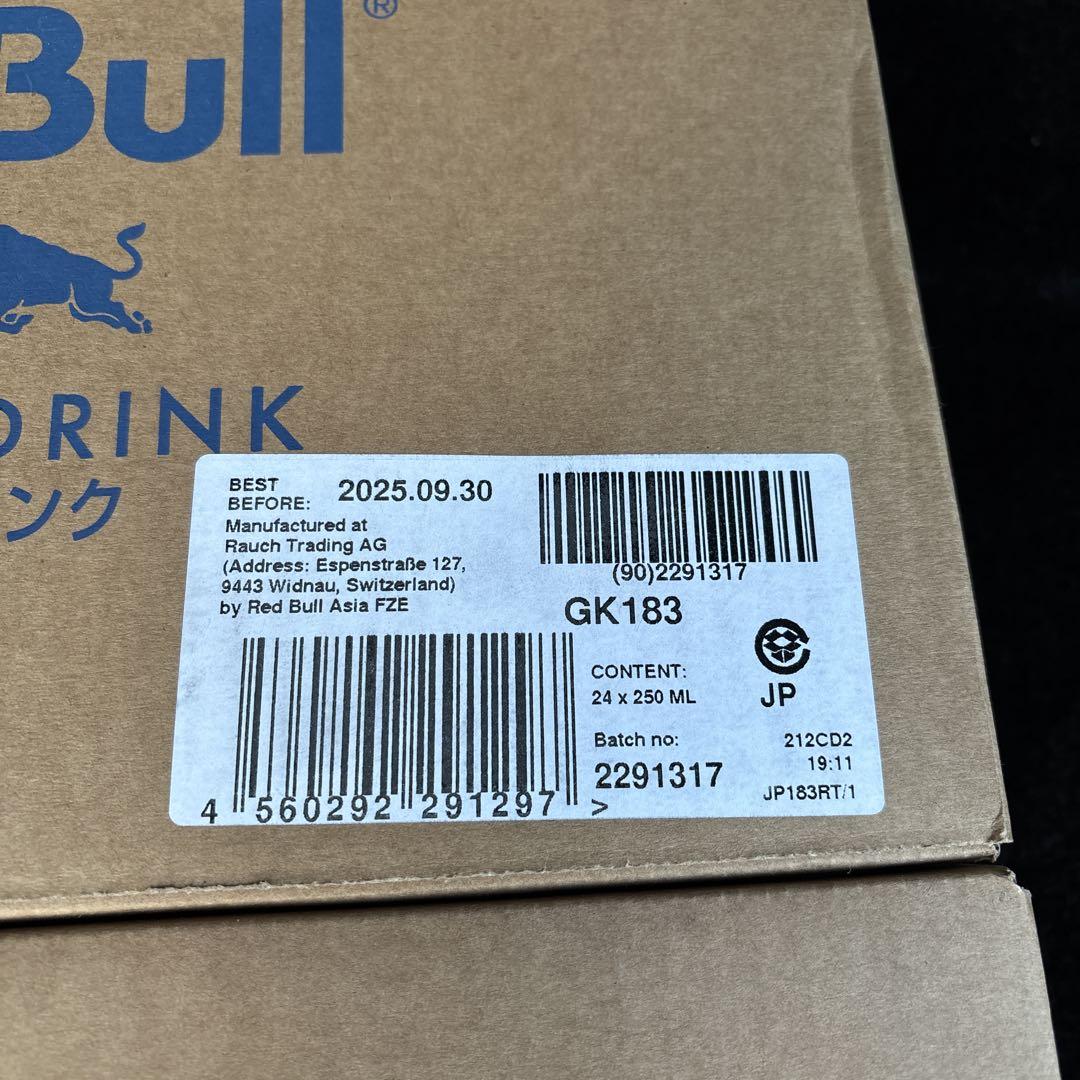 Bull®
DRINK
ンク
BEST
BEFORE: 2025.09.30
Manufactured at
Rauch Trading AG
(Address: Espenstraße 127,
9443 Widnau, Switzerland)
by Red Bull Asia FZE
(90)2291317
GK183
CONTENT:
24 x 250 ML
JP
Batch no:
2291317
212CD2
19:11
JP183RT/1
4 560292 291297 >